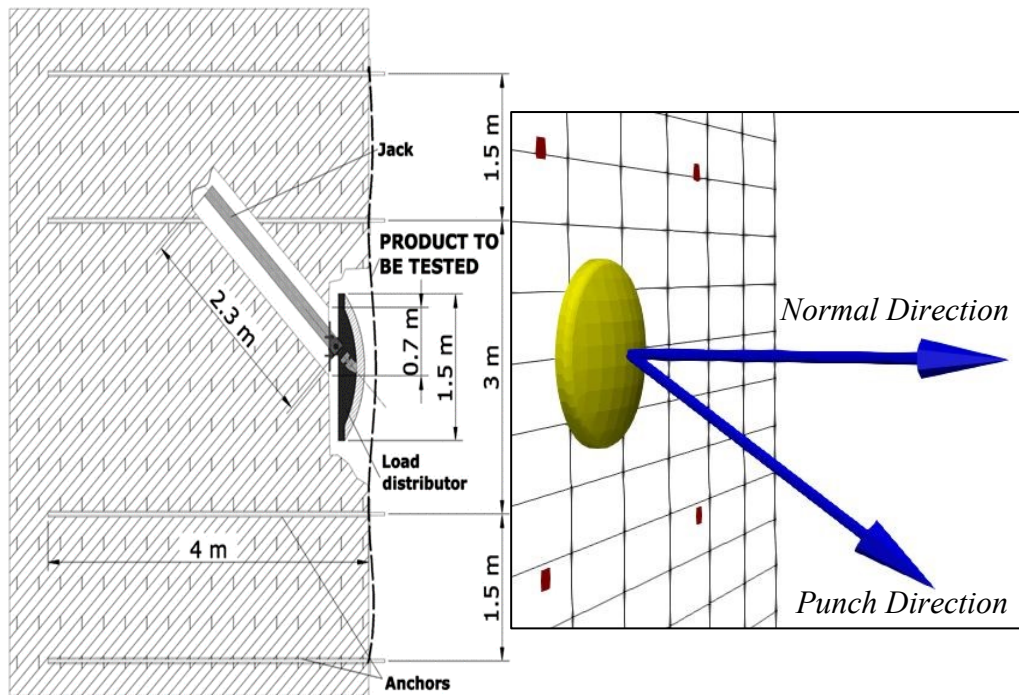 Jack
1.5 m
PRODUCT TO
BE TESTED
2.3 m
0.7 m
1.5 m
3 m
Load
distributor
4 m
1.5 m
Anchors
Normal Direction
Punch Direction